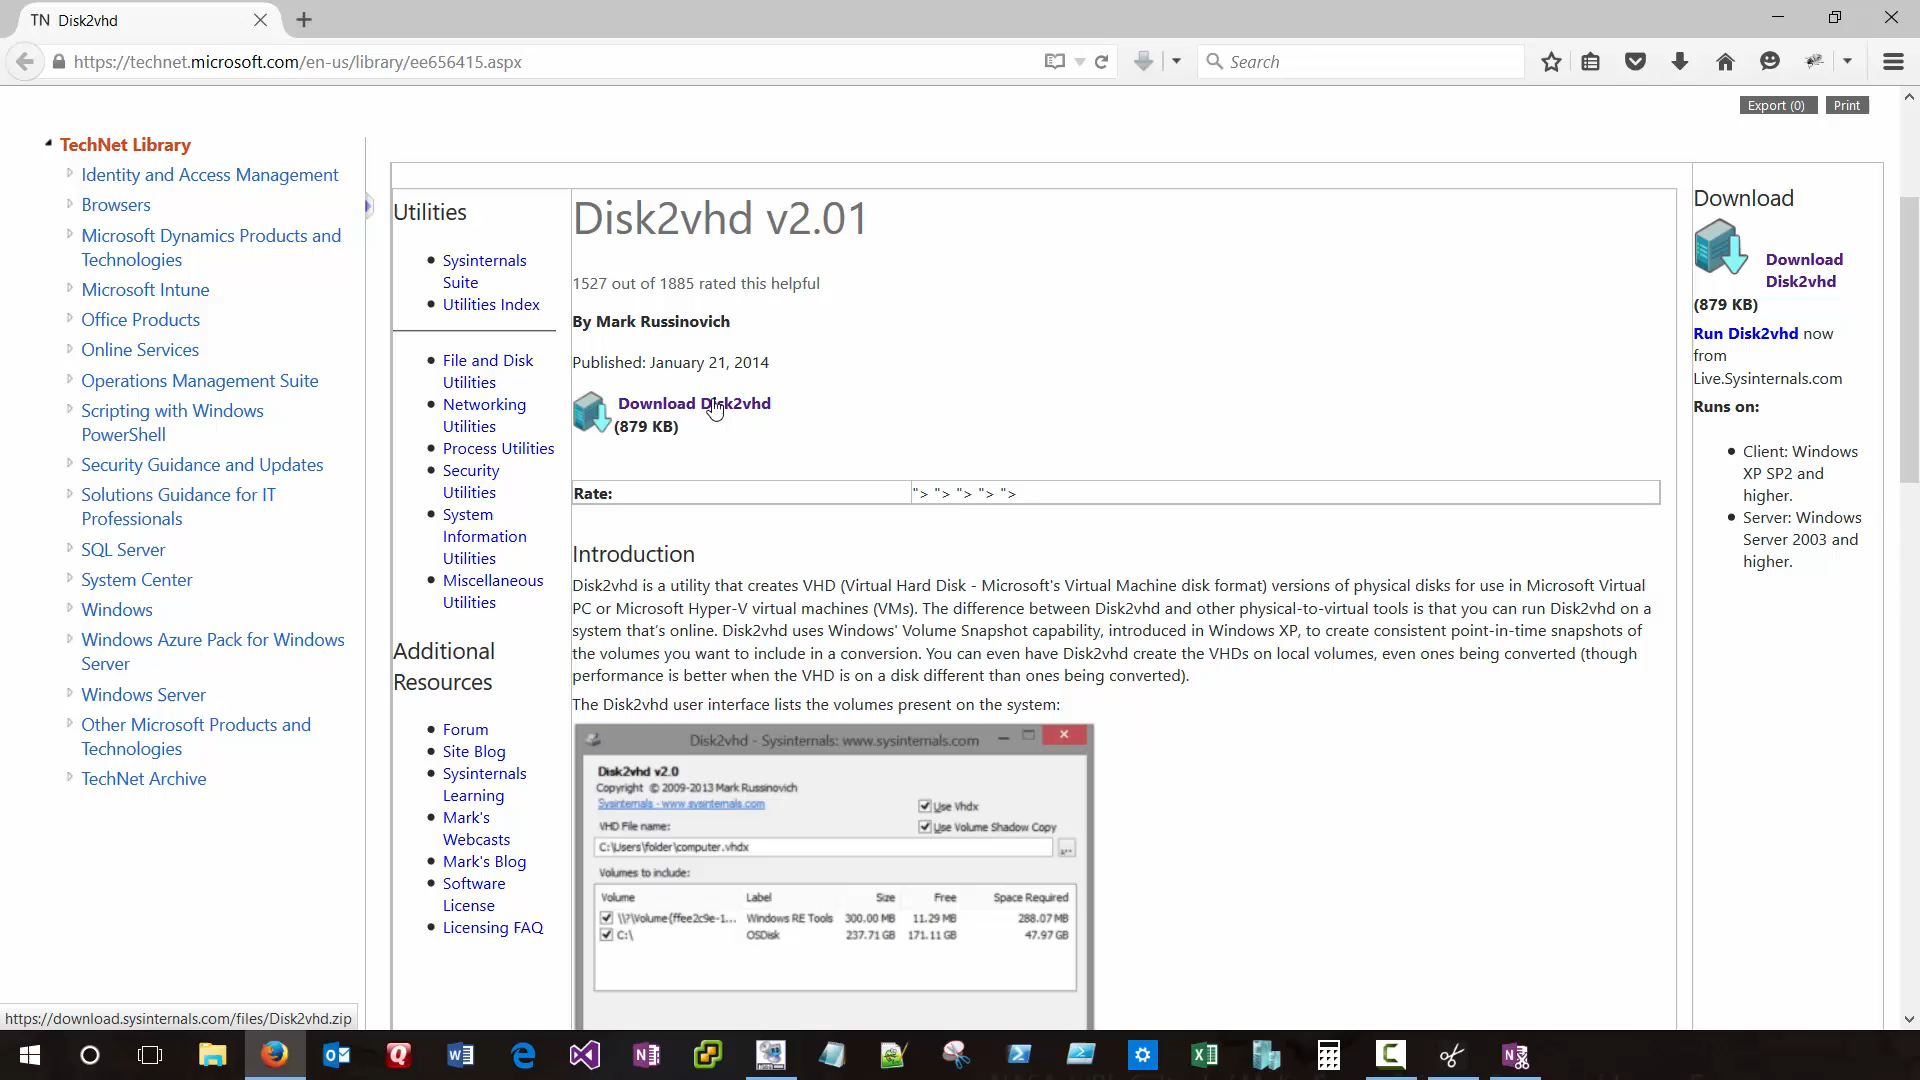 TN Disk2vhd
https://technet.microsoft.com/en-us/library/ee656415.aspx
Search
Export (0) Print
TechNet Library
Identity and Access Management
Browsers
Microsoft Dynamics Products and
Technologies
Microsoft Intune
Office Products
Online Services
Operations Management Suite
Scripting with Windows
PowerShell
Security Guidance and Updates
Solutions Guidance for IT
Professionals
SQL Server
System Center
Windows
Windows Azure Pack for Windows
Server
Windows Server
Other Microsoft Products and
Technologies
TechNet Archive
Utilities
Sysinternals
Suite
Utilities Index
File and Disk
Utilities
Networking
Utilities
Process Utilities
Security
Utilities
System
Information
Utilities
Miscellaneous
Utilities
Additional
Resources
Forum
Site Blog
Sysinternals
Learning
Mark's
Webcasts
Mark's Blog
Software
License
Licensing FAQ
Disk2vhd v2.01
1527 out of 1885 rated this helpful
By Mark Russinovich
Published: January 21, 2014
Download Disk2vhd
(879 KB)
Rate: "> "> "> "> ">
Introduction
Disk2vhd is a utility that creates VHD (Virtual Hard Disk - Microsoft's Virtual Machine disk format) versions of physical disks for use in Microsoft Virtual
PC or Microsoft Hyper-V virtual machines (VMs). The difference between Disk2vhd and other physical-to-virtual tools is that you can run Disk2vhd on a
system that's online. Disk2vhd uses Windows' Volume Snapshot capability, introduced in Windows XP, to create consistent point-in-time snapshots of
the volumes you want to include in a conversion. You can even have Disk2vhd create the VHDs on local volumes, even ones being converted (though
performance is better when the VHD is on a disk different than ones being converted).
The Disk2vhd user interface lists the volumes present on the system:
Disk2vhd - Sysinternals: www.sysinternals.com
Disk2vhd v2.0
Copyright © 2009-2013 Mark Russinovich
Sysinternals - www.sysinternals.com
Use Vhdx
VHD File name:
Use Volume Shadow Copy
C:\Users\folder\computer.vhdx
...
Volumes to include:
Volume Label Size Free Space Required
\\?\Volume{ffee2c9e-1... Windows RE Tools 300.00 MB 11.29 MB 288.07 MB
C:\ OSDisk 237.71 GB 171.11 GB 47.97 GB
Download
Download
Disk2vhd
(879 KB)
Run Disk2vhd now
from
Live.Sysinternals.com
Runs on:
Client: Windows
XP SP2 and
higher.
Server: Windows
Server 2003 and
higher.
https://download.sysinternals.com/files/Disk2vhd.zip